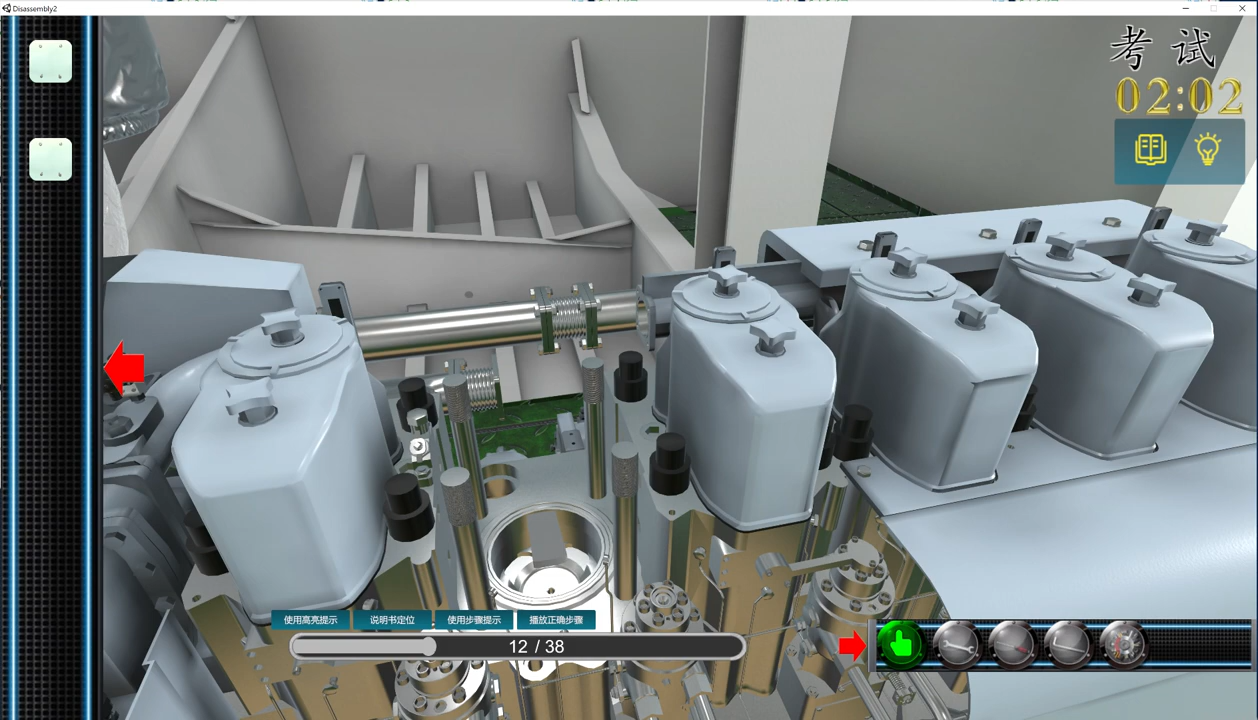 Disassembly2
考试
02:02
使用高亮提示
说明书定位
使用步骤提示
播放正确步骤
12 / 38